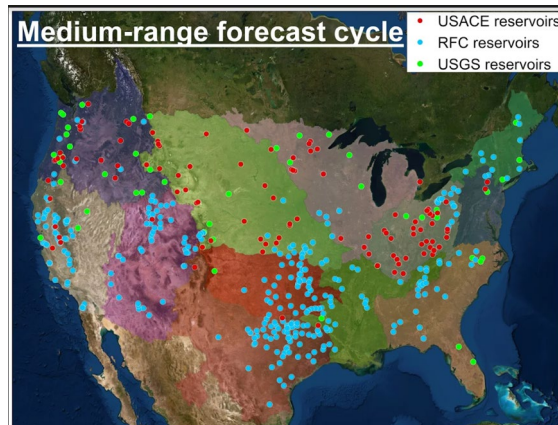 Medium-range forecast cycle
USACE reservoirs
RFC reservoirs
USGS reservoirs